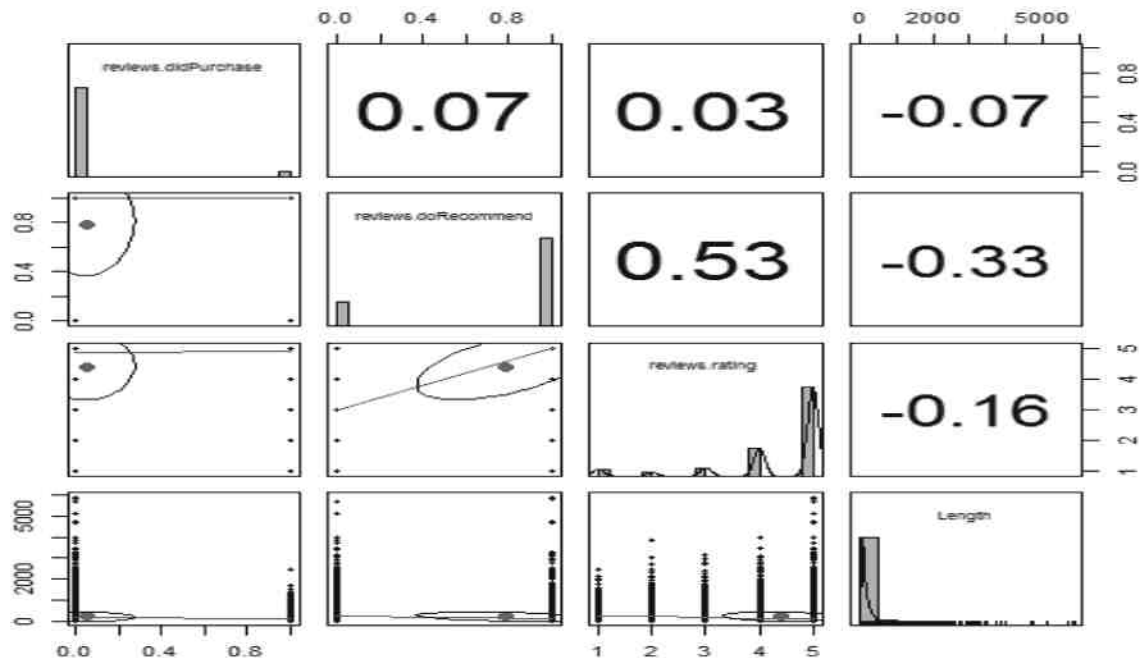 0.0 0.4 0.8 0 2000 5000
reviews.didPurchase
0.07
0.03
-0.07
0.0 0.4 0.8
0.0 0.4 0.8
reviews.doRecommend
0.53
-0.33
reviews.rating
-0.16
1 2 3 4 5
0 2000 5000
Length
0.0 0.4 0.8 1 2 3 4 5